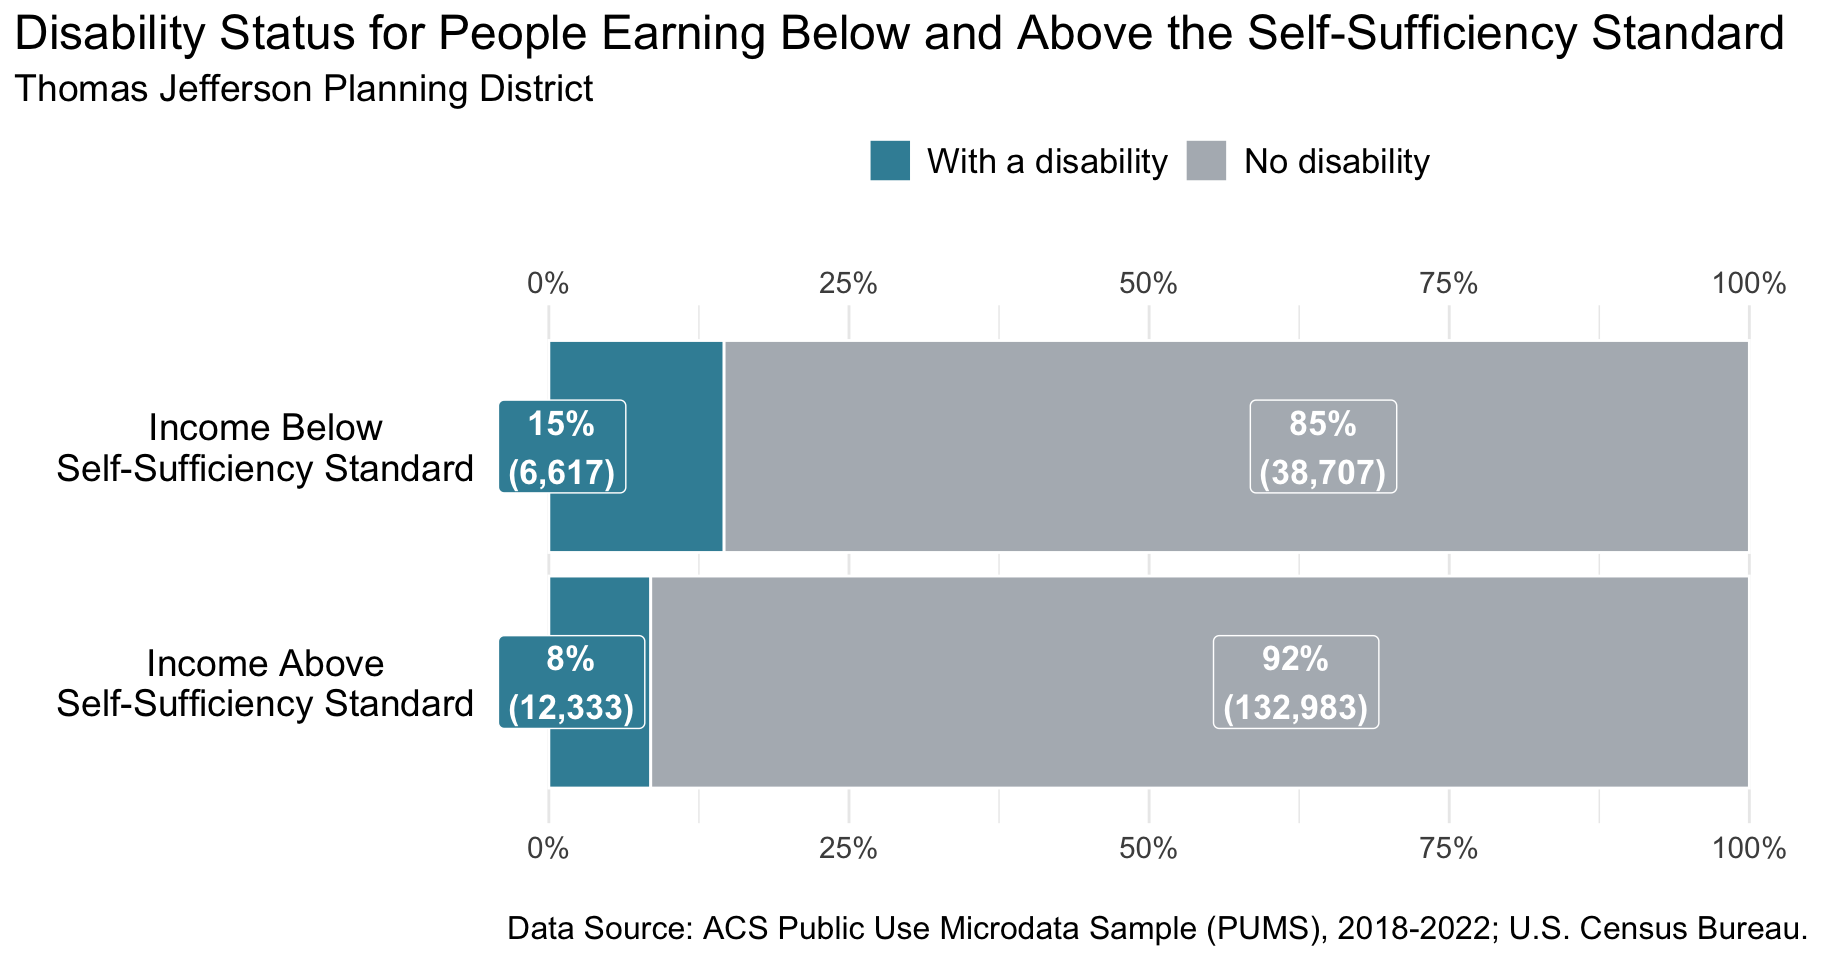 Disability Status for People Earning Below and Above the Self-Sufficiency Standard
Thomas Jefferson Planning District
With a disability
No disability
0% 25% 50% 75% 100%
Income Below
Self-Sufficiency Standard
15%
(6,617)
85%
(38,707)
Income Above
Self-Sufficiency Standard
8%
(12,333)
92%
(132,983)
0% 25% 50% 75% 100%
Data Source: ACS Public Use Microdata Sample (PUMS), 2018-2022; U.S. Census Bureau.